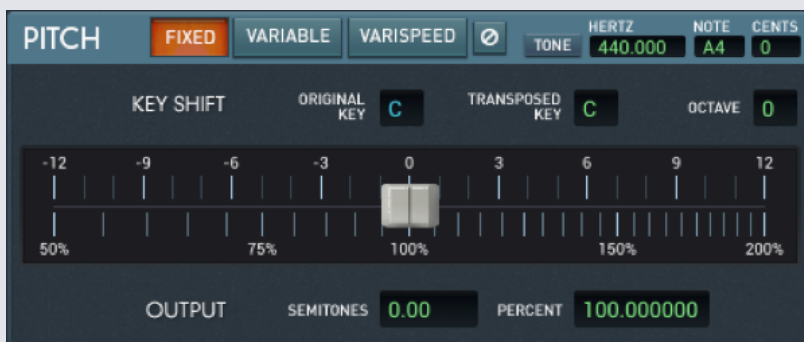 PITCH FIXED VARIABLE VARISPEED TONE HERTZ 440.000 NOTE A4 CENTS 0
KEY SHIFT ORIGINAL KEY C TRANSPOSED KEY C OCTAVE 0
-12 -9 -6 -3 0 3 6 9 12
50% 75% 100% 150% 200%
OUTPUT SEMITONES 0.00 PERCENT 100.000000